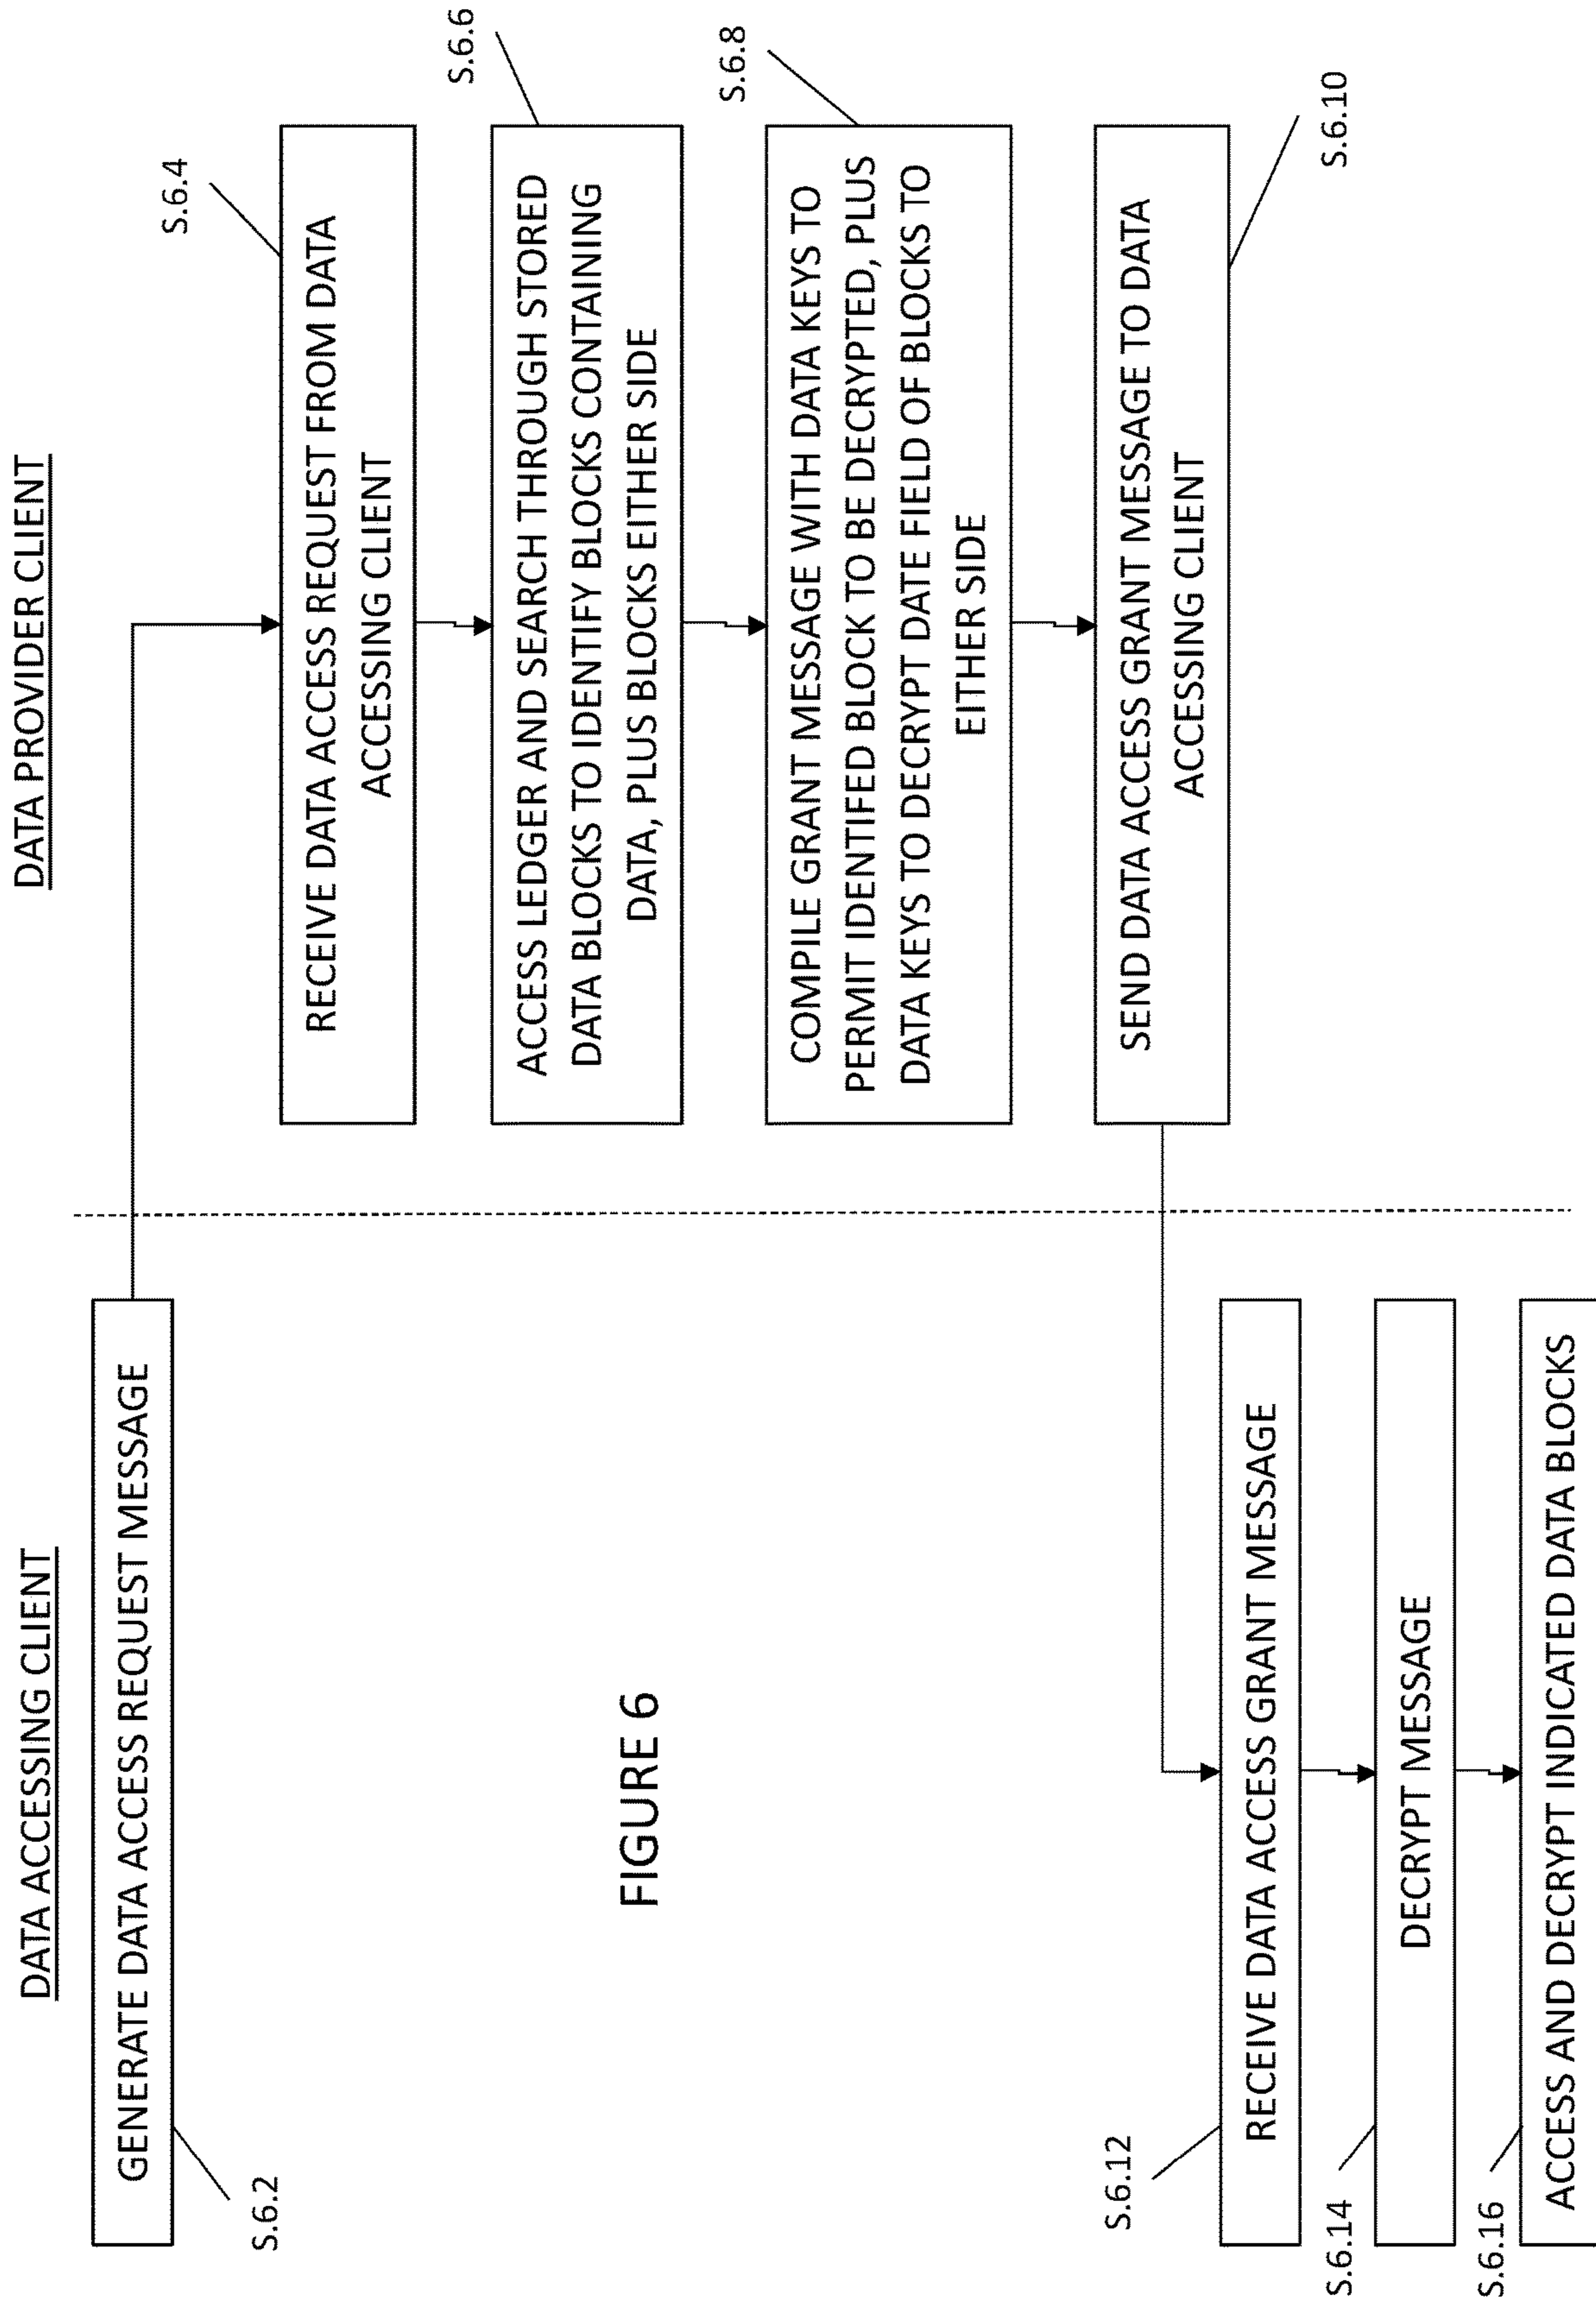 DATA ACCESSING CLIENT
DATA PROVIDER CLIENT
GENERATE DATA ACCESS REQUEST MESSAGE
S.6.2
S.6.4
RECEIVE DATA ACCESS REQUEST FROM DATA
ACCESSING CLIENT
S.6.6
ACCESS LEDGER AND SEARCH THROUGH STORED
DATA BLOCKS TO IDENTIFY BLOCKS CONTAINING
DATA, PLUS BLOCKS EITHER SIDE
S.6.8
COMPILE GRANT MESSAGE WITH DATA KEYS TO
PERMIT IDENTIFED BLOCK TO BE DECRYPTED, PLUS
DATA KEYS TO DECRYPT DATE FIELD OF BLOCKS TO
EITHER SIDE
SEND DATA ACCESS GRANT MESSAGE TO DATA
ACCESSING CLIENT
S.6.10
FIGURE 6
S.6.12
RECEIVE DATA ACCESS GRANT MESSAGE
S.6.14
DECRYPT MESSAGE
S.6.16
ACCESS AND DECRYPT INDICATED DATA BLOCKS